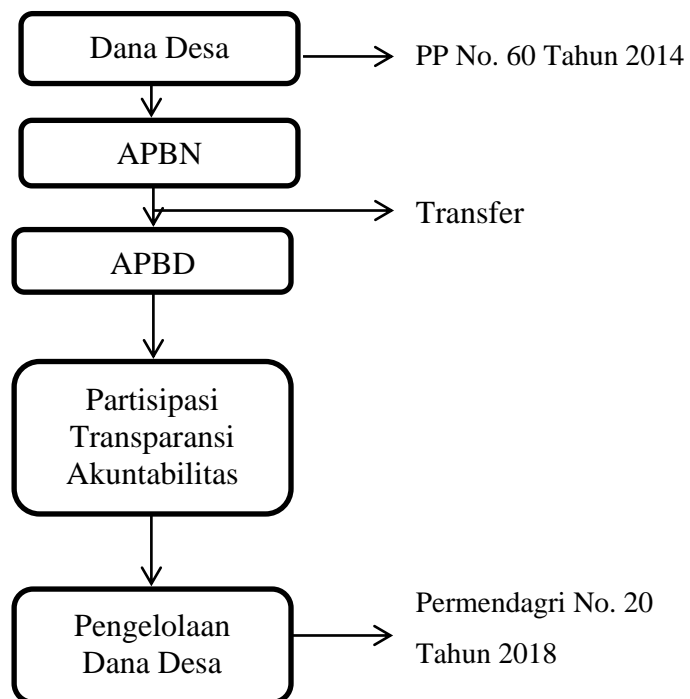 Dana Desa
PP No. 60 Tahun 2014
APBN
Transfer
APBD
Partisipasi
Transparansi
Akuntabilitas
Pengelolaan
Dana Desa
Permendagri No. 20
Tahun 2018